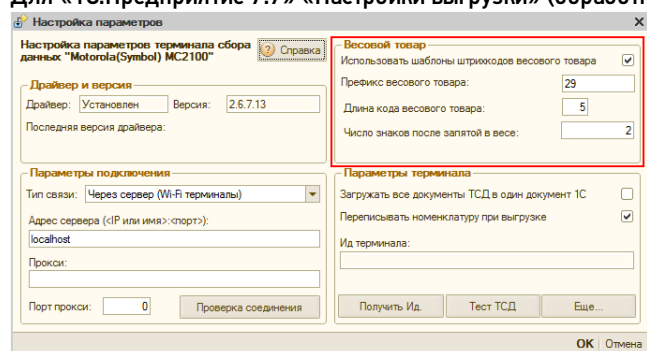 Для «1С:Предприятие 7.7» «Настройки выгрузки» (обработ
Настройка параметров
Настройка параметров терминала сбора данных "Motorola(Symbol) MC2100"
Справка
Драйвер и версия
Драйвер: Установлен Версия: 2.6.7.13
Последняя версия драйвера:
Весовой товар
Использовать шаблоны штрихкодов весового товара
Префикс весового товара: 29
Длина кода весового товара: 5
Число знаков после запятой в весе: 2
Параметры подключения
Тип связи: Через сервер (Wi-Fi терминалы)
Адрес сервера (<IP или имя>:<порт>):
localhost
Прокси:
Порт прокси: 0 Проверка соединения
Параметры терминала
Загружать все документы ТСД в один документ 1С
Переписывать номенклатуру при выгрузке
Ид терминала:
Получить Ид. Тест ТСД Еще...
ОК Отмена